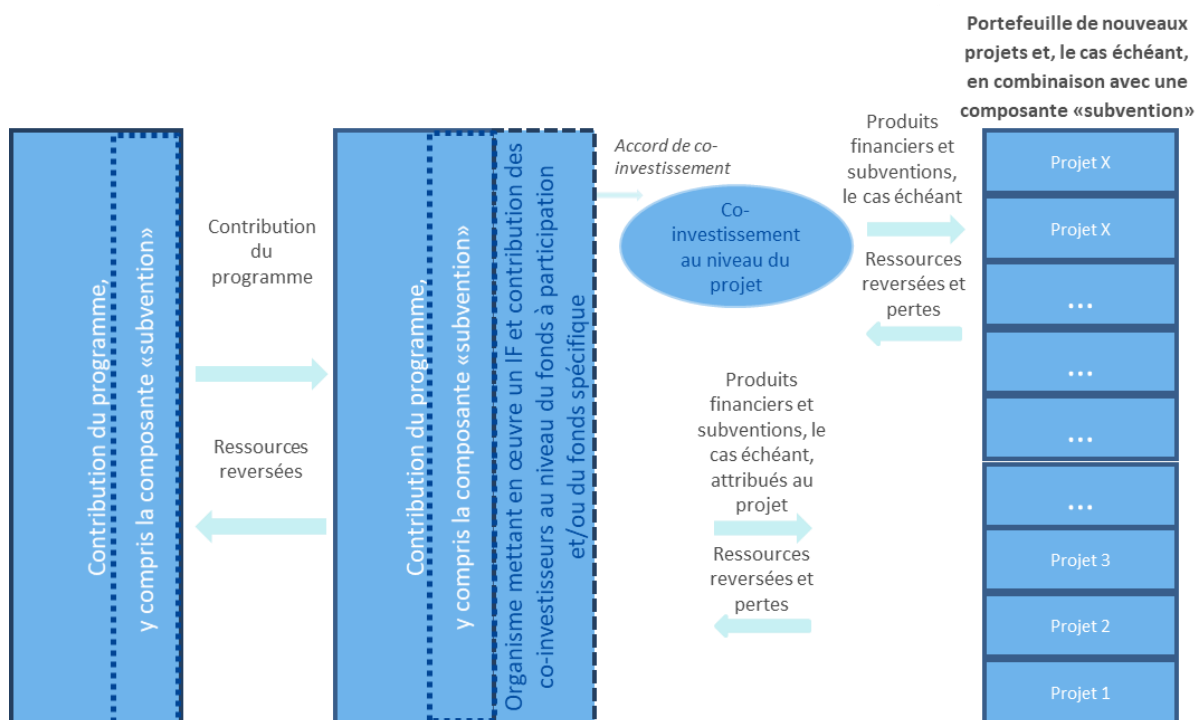 Portefeuille de nouveaux
projets et, le cas échéant,
en combinaison avec une
composante «subvention»
Contribution du programme,
y compris la composante «subvention»
Contribution
du
programme
Ressources
reversées
Contribution du programme,
y compris la composante «subvention»
Organisme mettant en œuvre un IF et contribution des
co-investisseurs au niveau du fonds à participation
et/ou du fonds spécifique
Accord de co-
investissement
Co-
investissement
au niveau du
projet
Produits
financiers et
subventions,
le cas échéant
Ressources
reversées et
pertes
Produits
financiers et
subventions, le
cas échéant,
attribués au
projet
Ressources
reversées et
pertes
Projet X
Projet X
...
...
...
...
Projet 3
Projet 2
Projet 1